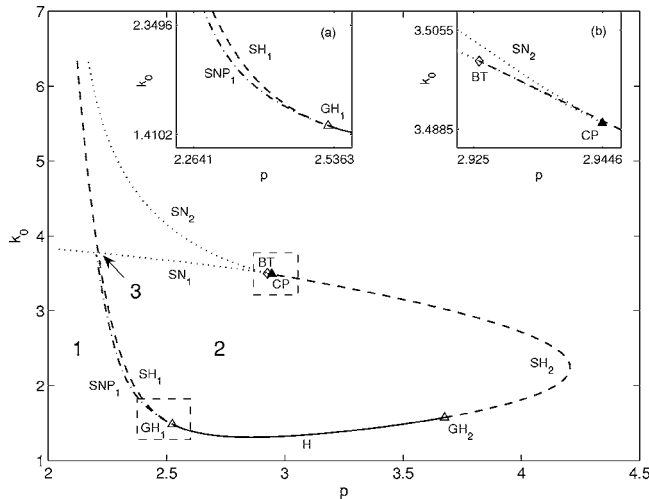 7
6
5
4
3
2
1
k0
2
2.5
3
3.5
4
4.5
p
2.3496
1.4102
k0
2.2641
2.5363
p
(a)
SH1
SNP1
GH1
3.5055
3.4885
k0
2.925
2.9446
p
(b)
SN2
BT
CP
SN2
SN1
BT
CP
3
1
2
SNP1
SH1
GH1
H
GH2
SH2